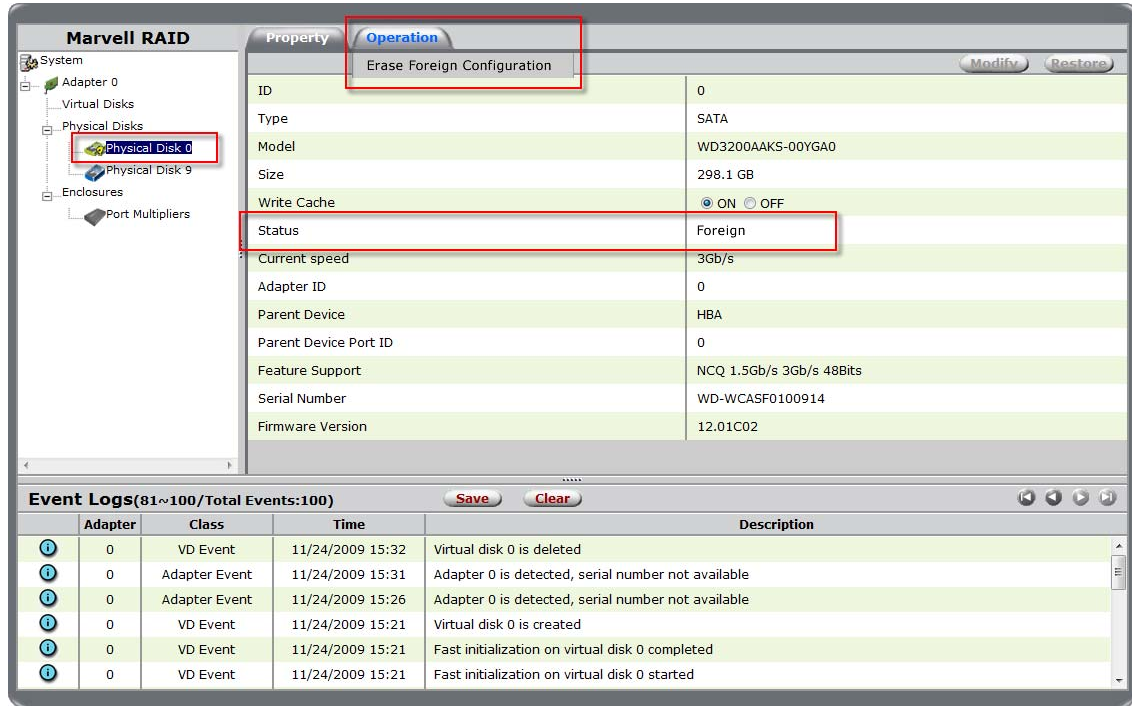 Marvell RAID
System
Adapter 0
Virtual Disks
Physical Disks
Physical Disk 0
Physical Disk 9
Enclosures
Port Multipliers
Property Operation
Erase Foreign Configuration
Modify Restore
ID 0
Type SATA
Model WD3200AAKS-00YGA0
Size 298.1 GB
Write Cache ON OFF
Status Foreign
Current speed 3Gb/s
Adapter ID 0
Parent Device HBA
Parent Device Port ID 0
Feature Support NCQ 1.5Gb/s 3Gb/s 48Bits
Serial Number WD-WCASF0100914
Firmware Version 12.01C02
Event Logs(81~100/Total Events:100) Save Clear
Adapter Class Time Description
0 VD Event 11/24/2009 15:32 Virtual disk 0 is deleted
0 Adapter Event 11/24/2009 15:31 Adapter 0 is detected, serial number not available
0 Adapter Event 11/24/2009 15:26 Adapter 0 is detected, serial number not available
0 VD Event 11/24/2009 15:21 Virtual disk 0 is created
0 VD Event 11/24/2009 15:21 Fast initialization on virtual disk 0 completed
0 VD Event 11/24/2009 15:21 Fast initialization on virtual disk 0 started